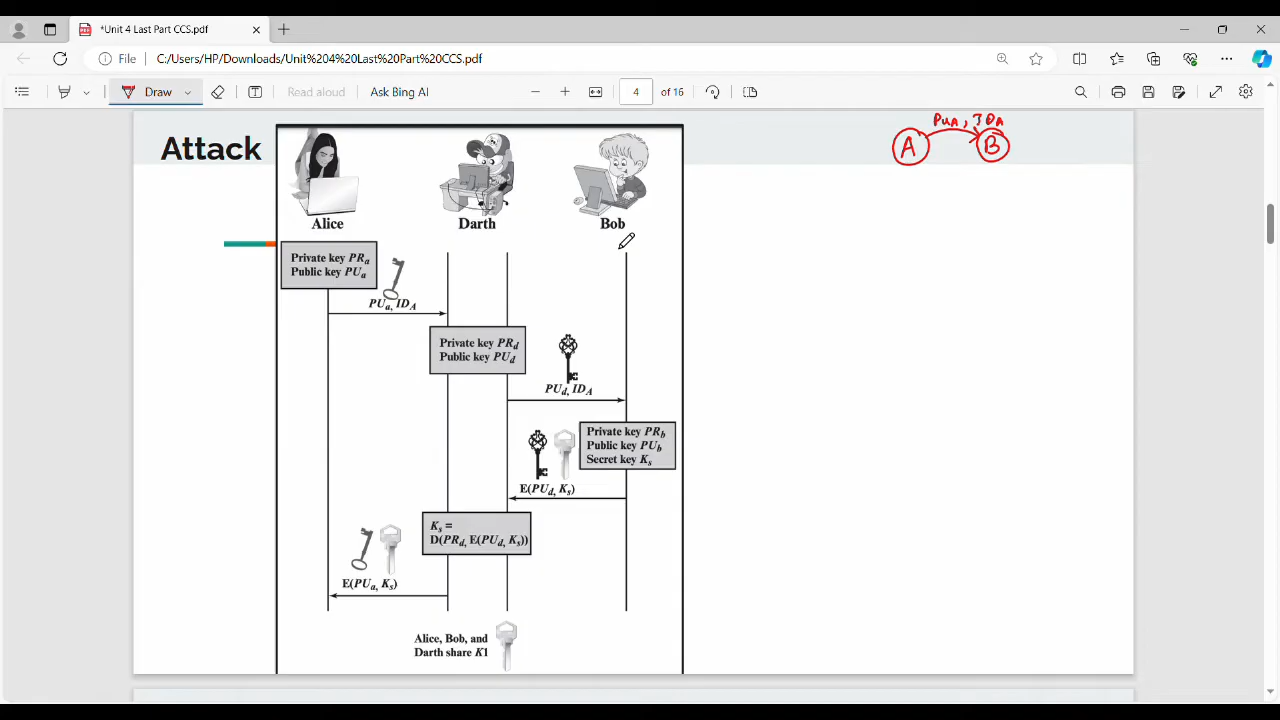 *Unit 4 Last Part CCS.pdf
File
C:/Users/HP/Downloads/Unit%204%20Last%20Part%20CCS.pdf
Draw
Read aloud
Ask Bing AI
4
of 16
PUA, IDA
A
B
Attack
Alice
Darth
Bob
Private key PRa
Public key PUa
PUa, IDA
Private key PRd
Public key PUd
PUd, IDA
Private key PRb
Public key PUb
Secret key Ks
E(PUd, Ks)
Ks =
D(PRd, E(PUd, Ks))
E(PUa, Ks)
Alice, Bob, and
Darth share K1